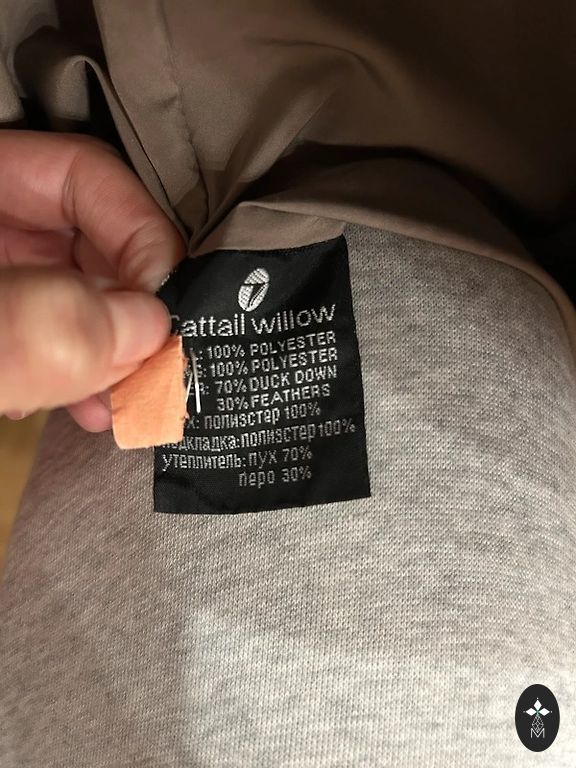 attail willow
: 100% POLYESTER
: 100% POLYESTER
: 70% DUCK DOWN
30% FEATHERS
: полиэстер 100%
подкладка: полиэстер 100%
утеплитель: пух 70%
перо 30%
M